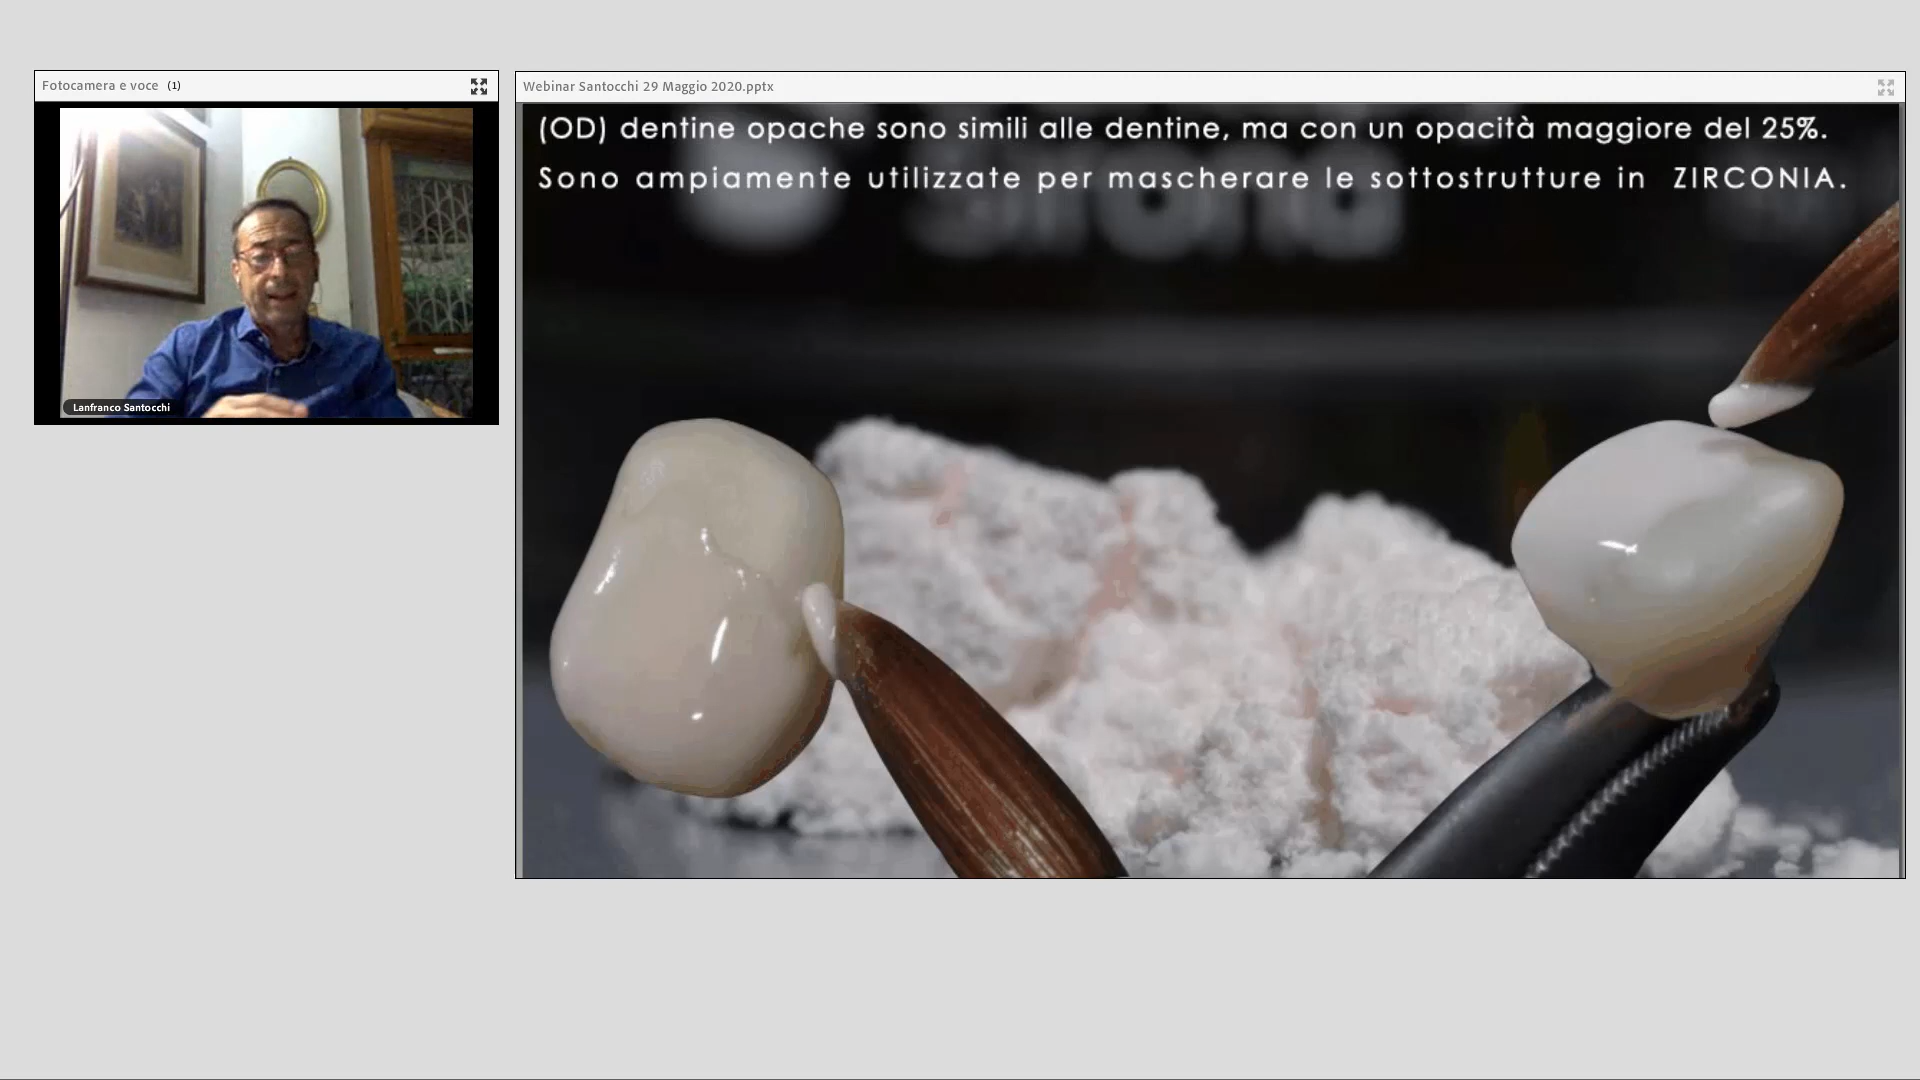 Fotocamera e voce (1)
Lanfranco Santocchi
Webinar Santocchi 29 Maggio 2020.pptx
(OD) dentine opache sono simili alle dentine, ma con un opacità maggiore del 25%.
Sono ampiamente utilizzate per mascherare le sottostrutture in ZIRCONIA.